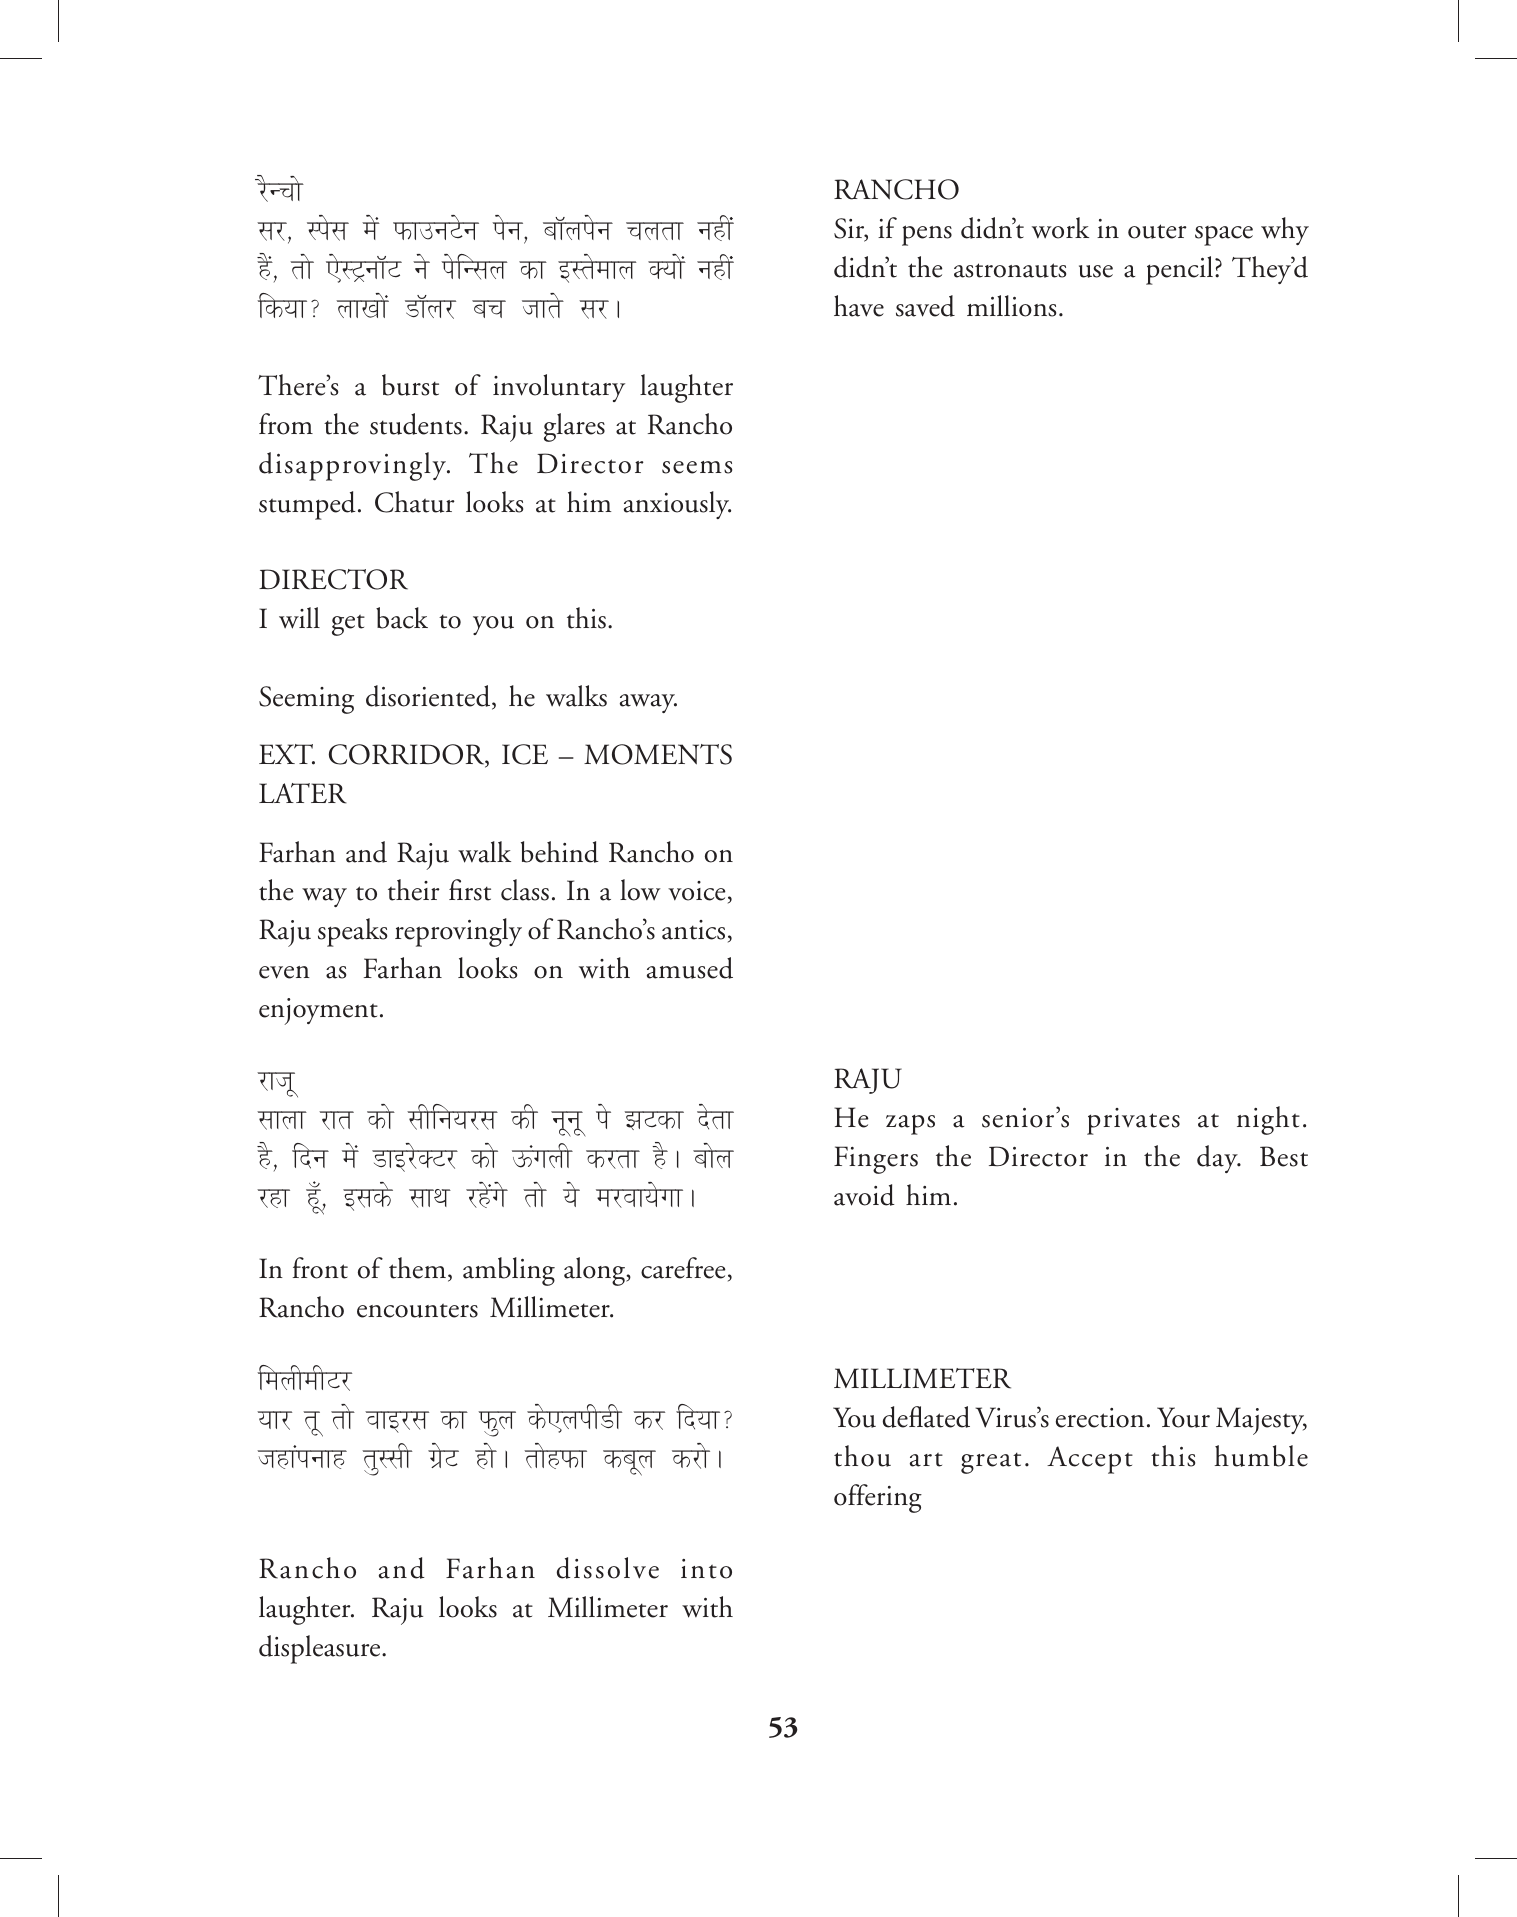 रैन्चो
सर, स्पेस में फाउनटेन पेन, बॉलपेन चलता नहीं
हैं, तो ऐस्ट्रनॉट ने पेन्सिल का इस्तेमाल क्यों नहीं
किया? लाखों डॉलर बच जाते सर।
RANCHO
Sir, if pens didn’t work in outer space why
didn’t the astronauts use a pencil? They’d
have saved millions.
There’s a burst of involuntary laughter
from the students. Raju glares at Rancho
disapprovingly. The Director seems
stumped. Chatur looks at him anxiously.
DIRECTOR
I will get back to you on this.
Seeming disoriented, he walks away.
EXT. CORRIDOR, ICE – MOMENTS
LATER
Farhan and Raju walk behind Rancho on
the way to their first class. In a low voice,
Raju speaks reprovingly of Rancho’s antics,
even as Farhan looks on with amused
enjoyment.
राजू
साला रात को सीनियरस की नूनू पे झटका देता
है, दिन में डाइरेक्टर को ऊंगली करता है। बोल
रहा हूँ, इसके साथ रहेंगे तो ये मरवायेगा।
RAJU
He zaps a senior’s privates at night.
Fingers the Director in the day. Best
avoid him.
In front of them, ambling along, carefree,
Rancho encounters Millimeter.
मिलीमीटर
यार तू तो वाइरस का फुल केएलपीडी कर दिया?
जहांपनाह तुस्सी ग्रेट हो। तोहफा कबूल करो।
MILLIMETER
You deflated Virus’s erection. Your Majesty,
thou art great. Accept this humble
offering
Rancho and Farhan dissolve into
laughter. Raju looks at Millimeter with
displeasure.
53